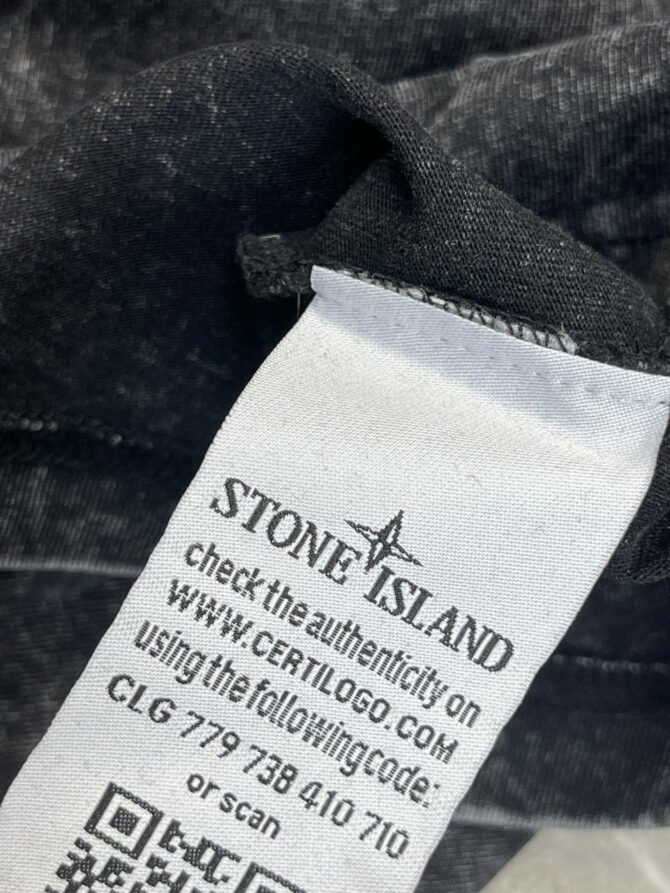 STONE ISLAND
check the authenticity on
WWW.CERTILOGO.COM
using the following code:
CLG 779 738 410 710
or scan